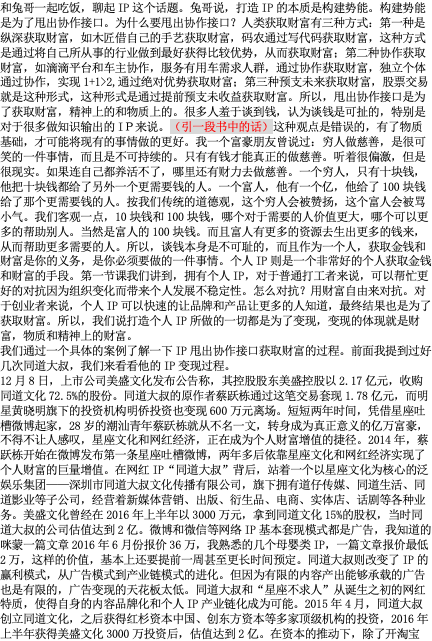 和兔哥一起吃饭，聊起 IP 这个话题。兔哥说，打造 IP 的本质是构建势能。构建势能
是为了甩出协作接口。为什么要甩出协作接口？人类获取财富有三种方式：第一种是
纵深获取财富，如木匠借自己的手艺获取财富，码农通过写代码获取财富，这种方式
是通过将自己所从事的行业做到最好获得比较优势，从而获取财富；第二种协作获取
财富，如滴滴平台和车主协作，服务有用车需求人群，通过协作获取财富，独立个体
通过协作，实现 1+1>2,通过绝对优势获取财富；第三种预支未来获取财富，股票交易
就是这种形式，这种形式是通过提前预支未收益获取财富。所以，甩出协作接口是为
了获取财富，精神上的和物质上的。很多人羞于谈到钱，认为谈钱是可耻的，特别是
对于很多做知识输出的ＩＰ来说。（引一段书中的话）这种观点是错误的，有了物质
基础，才可能将现有的事情做的更好。我一个富豪朋友曾说过：穷人做慈善，是很可
笑的一件事情，而且是不可持续的。只有有钱才能真正的做慈善。听着很偏激，但是
很现实。如果连自己都养活不了，哪里还有财力去做慈善。一个穷人，只有十块钱，
他把十块钱都给了另外一个更需要钱的人。一个富人，他有一个亿，他给了 100 块钱
给了那个更需要钱的人。按我们传统的道德观，这个穷人会被赞扬，这个富人会被骂
小气。我们客观一点，10 块钱和 100 块钱，哪个对于需要的人价值更大，哪个可以更
多的帮助别人。当然是富人的 100 块钱。而且富人有更多的资源去生出更多的钱来，
从而帮助更多需要的人。所以，谈钱本身是不可耻的，而且作为一个人，获取金钱和
财富是你的义务，是你必须要做的一件事情。个人 IP 则是一个非常好的个人获取金钱
和财富的手段。第一节课我们讲到，拥有个人 IP，对于普通打工者来说，可以帮忙更
好的对抗因为组织变化而带来个人发展不稳定性。怎么对抗？用财富自由来对抗。对
于创业者来说，个人 IP 可以快速的让品牌和产品让更多的人知道，最终结果也是为了
获取财富。所以，我们说打造个人 IP 所做的一切都是为了变现，变现的体现就是财
富，物质和精神上的财富。
我们通过一个具体的案例了解一下 IP 甩出协作接口获取财富的过程。前面我提到过好
几次同道大叔，我们来看看他的 IP 变现过程。
12 月 8 日，上市公司美盛文化发布公告称，其控股股东美盛控股以 2.17 亿元，收购
同道文化 72.5%的股份。同道大叔的原作者蔡跃栋通过这笔交易套现 1.78 亿元，而明
星黄晓明旗下的投资机构明侨投资也变现 600 万元离场。短短两年时间，凭借星座吐
槽微博起家，28 岁的潮汕青年蔡跃栋就从不名一文，转身成为真正意义的亿万富豪，
不得不让人感叹，星座文化和网红经济，正在成为个人财富增值的捷径。2014 年，蔡
跃栋开始在微博发布第一条星座吐槽微博，两年多后依靠星座文化和网红经济实现了
个人财富的巨量增值。在网红 IP“同道大叔”背后，站着一个以星座文化为核心的泛
娱乐集团——深圳市同道大叔文化传播有限公司，旗下拥有道仔传媒、同道生活、同
道影业等子公司，经营着新媒体营销、出版、衍生品、电商、实体店、话剧等各种业
务。美盛文化曾经在 2016 年上半年以 3000 万元，拿到同道文化 15%的股权，当时同
道大叔的公司估值达到 2 亿。微博和微信等网络 IP 基本套现模式都是广告，我知道的
咪蒙一篇文章 2016 年 6 月份报价 36 万，我熟悉的几个母婴类 IP，一篇文章报价最低
2 万，这样的价值，基本上还要提前一周甚至更长时间预定。同道大叔则改变了 IP 的
赢利模式，从广告模式到产业链模式的进化。但因为有限的内容产出能够承载的广告
也是有限的，广告变现的天花板太低。同道大叔和“星座不求人”从诞生之初的网红
特质，使得自身的内容品牌化和个人 IP 产业链化成为可能。2015 年 4 月，同道大叔
创立同道文化，之后获得红杉资本中国、创东方资本等多家顶级机构的投资，2016 年
上半年获得美盛文化 3000 万投资后，估值达到 2 亿。在资本的推动下，除了开淘宝